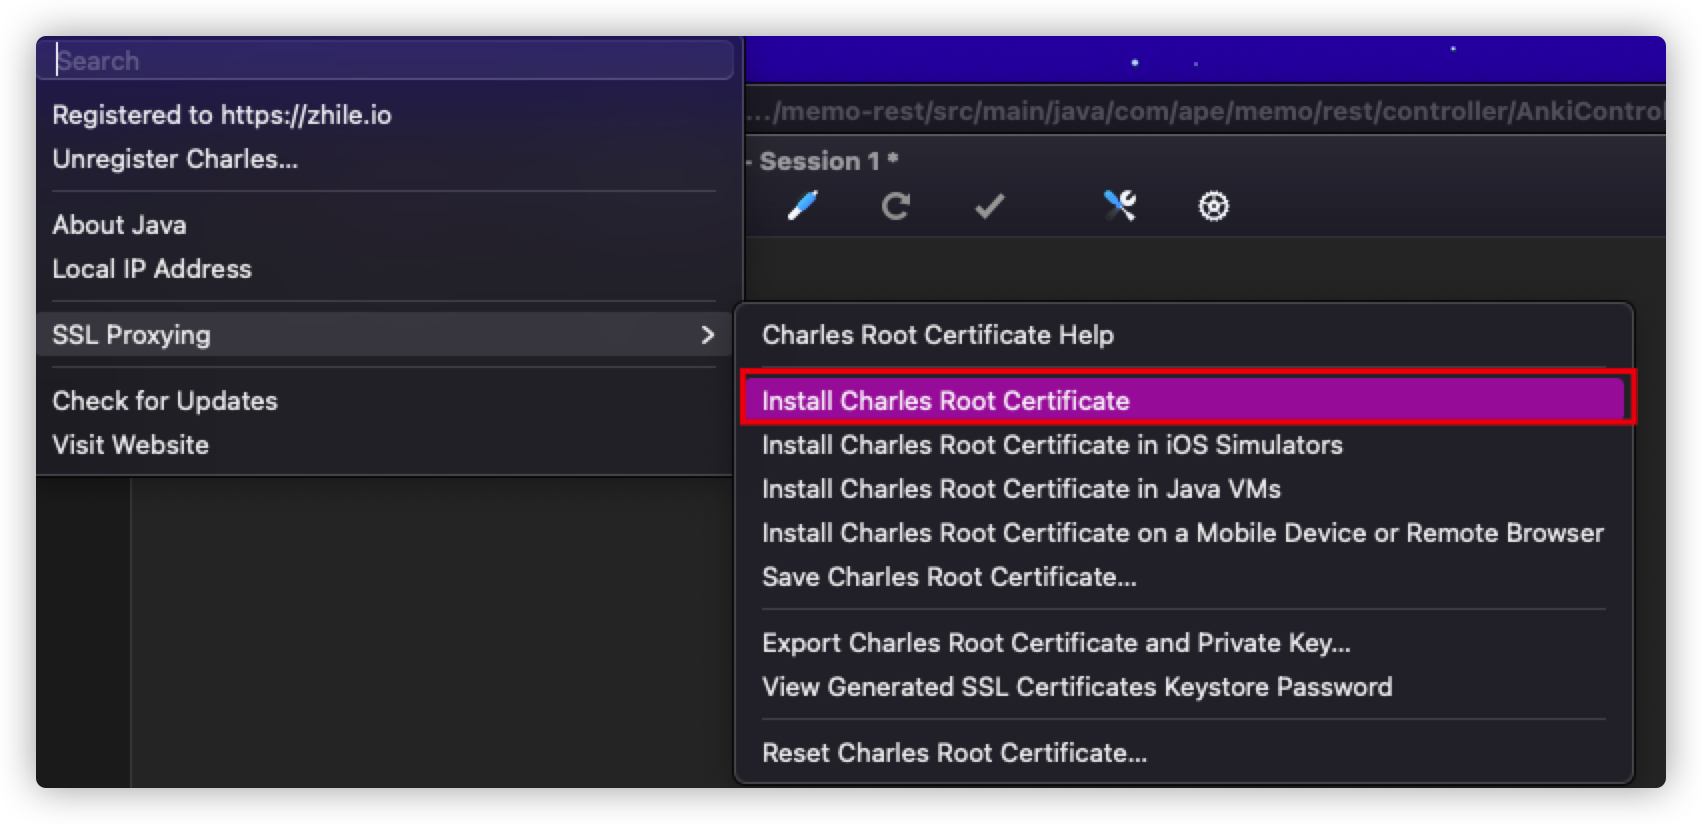 Search
Registered to https://zhile.io
Unregister Charles...
About Java
Local IP Address
SSL Proxying
Check for Updates
Visit Website
.../memo-rest/src/main/java/com/ape/memo/rest/controller/AnkiControl
- Session 1 *
Charles Root Certificate Help
Install Charles Root Certificate
Install Charles Root Certificate in iOS Simulators
Install Charles Root Certificate in Java VMs
Install Charles Root Certificate on a Mobile Device or Remote Browser
Save Charles Root Certificate...
Export Charles Root Certificate and Private Key...
View Generated SSL Certificates Keystore Password
Reset Charles Root Certificate...